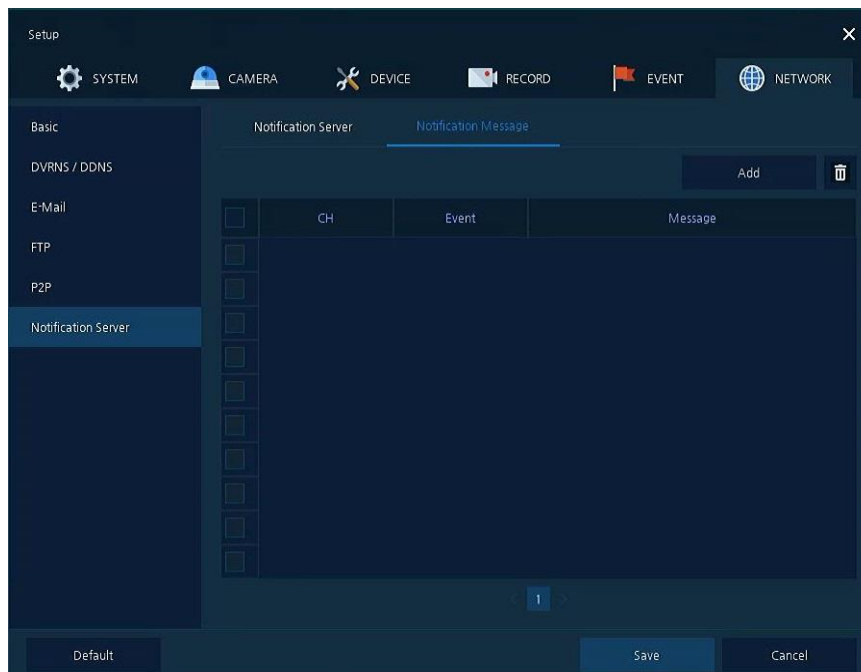 Setup
SYSTEM CAMERA DEVICE RECORD EVENT NETWORK
Basic
DVRNS / DDNS
E-Mail
FTP
P2P
Notification Server
Notification Server Notification Message
Add
CH Event Message
1
Default Save Cancel